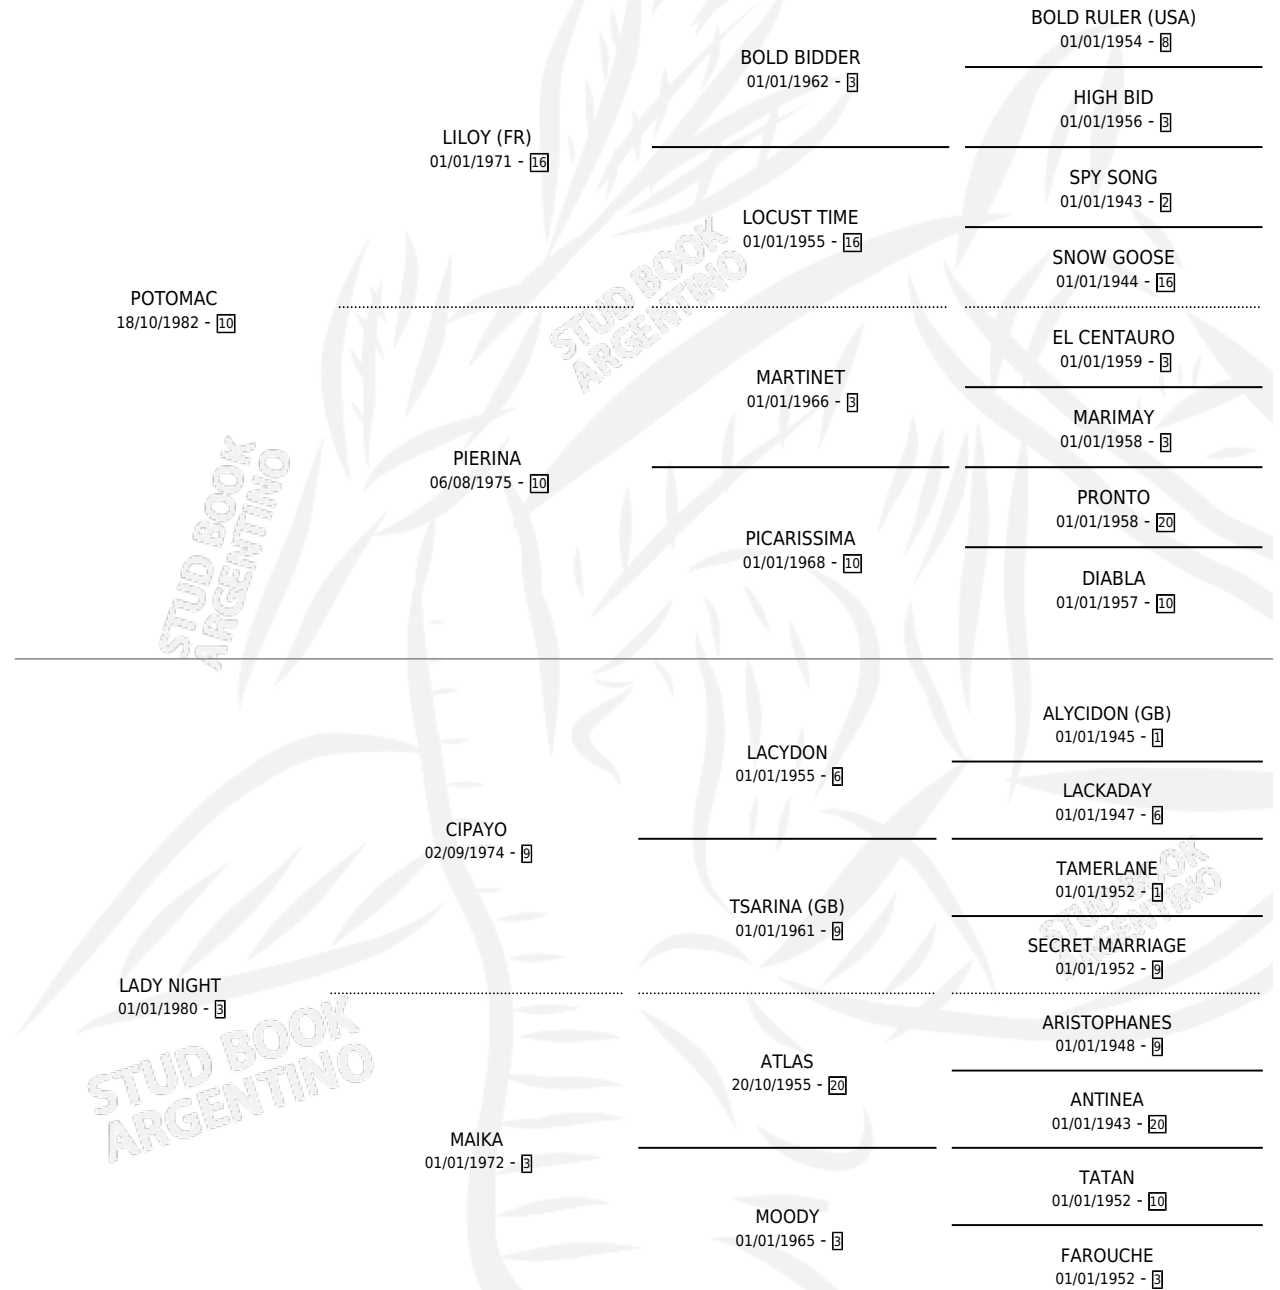 BOLD RULER (USA)
01/01/1954 - 8
BOLD BIDDER
01/01/1962 - 3
HIGH BID
01/01/1956 - 3
LILOY (FR)
01/01/1971 - 16
SPY SONG
01/01/1943 - 2
LOCUST TIME
01/01/1955 - 16
SNOW GOOSE
01/01/1944 - 16
POTOMAC
18/10/1982 - 10
STUD BOOK
ARGENTINO
EL CENTAURO
01/01/1959 - 3
MARTINET
01/01/1966 - 3
MARIMAY
01/01/1958 - 3
PIERINA
06/08/1975 - 10
PRONTO
01/01/1958 - 20
PICARISSIMA
01/01/1968 - 10
DIABLA
01/01/1957 - 10
STUD BOOK
ARGENTINO
ALYCIDON (GB)
01/01/1945 - 1
LACYDON
01/01/1955 - 6
LACKADAY
01/01/1947 - 6
CIPAYO
02/09/1974 - 9
TAMERLANE
01/01/1952 - 1
TSARINA (GB)
01/01/1961 - 9
STUD BOOK
ARGENTINO
SECRET MARRIAGE
01/01/1952 - 9
LADY NIGHT
01/01/1980 - 3
ARISTOPHANES
01/01/1948 - 9
ATLAS
20/10/1955 - 20
STUD BOOK
ARGENTINO
ANTINEA
01/01/1943 - 20
MAIKA
01/01/1972 - 3
TATAN
01/01/1952 - 10
MOODY
01/01/1965 - 3
FAROUCHE
01/01/1952 - 3